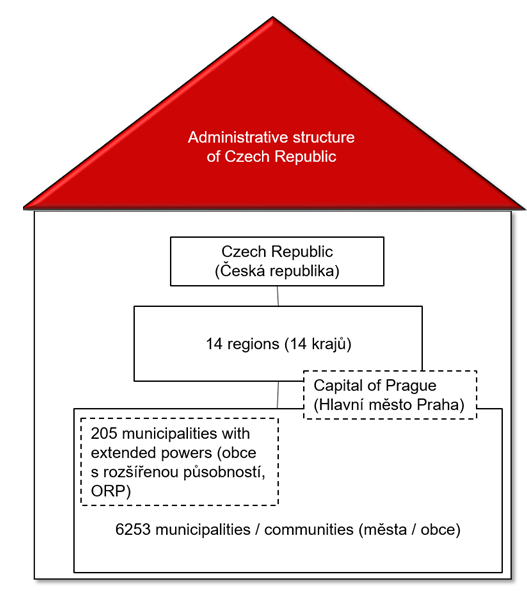 Administrative structure
of Czech Republic
Czech Republic
(Česká republika)
14 regions (14 krajů)
Capital of Prague
(Hlavní město Praha)
205 municipalities with
extended powers (obce
s rozšířenou působností,
ORP)
6253 municipalities / communities (města / obce)